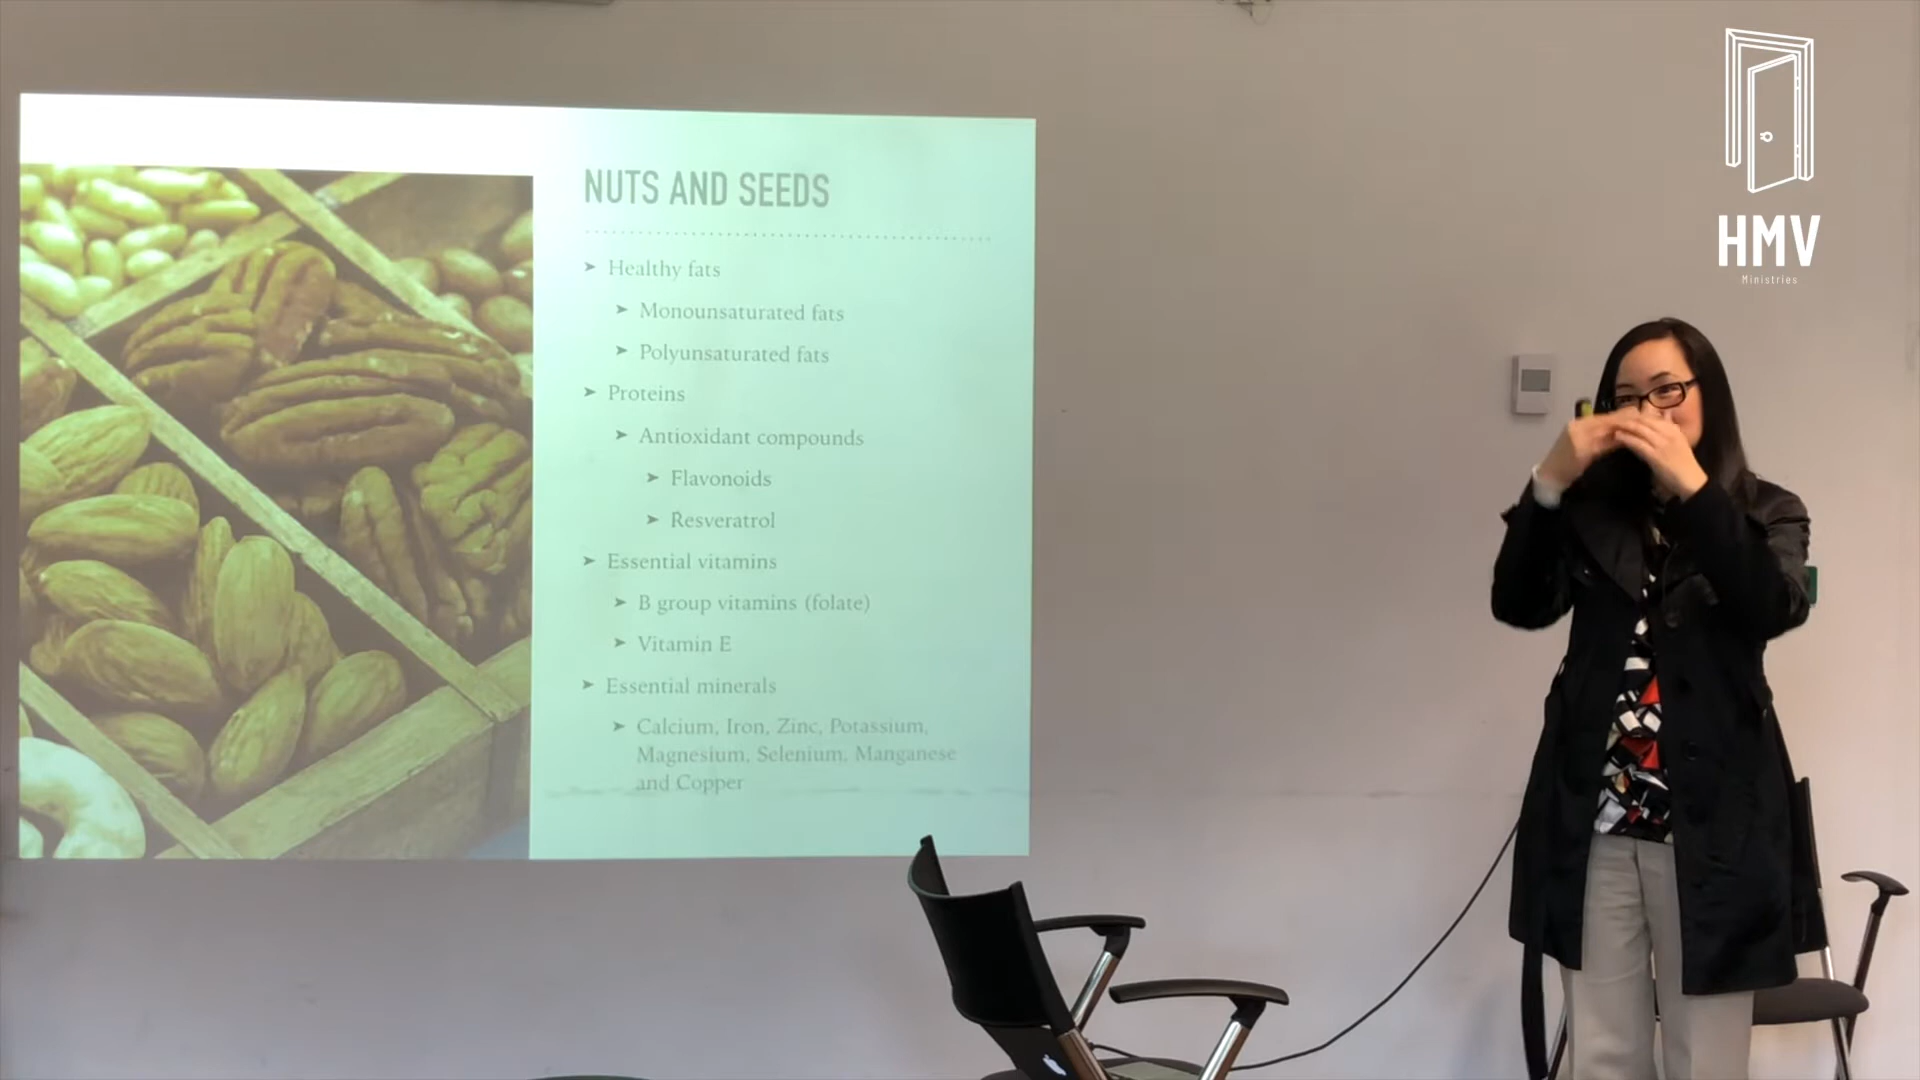 NUTS AND SEEDS
➤ Healthy fats
➤ Monounsaturated fats
➤ Polyunsaturated fats
➤ Proteins
➤ Antioxidant compounds
➤ Flavonoids
➤ Resveratrol
➤ Essential vitamins
➤ B group vitamins (folate)
➤ Vitamin E
➤ Essential minerals
➤ Calcium, Iron, Zinc, Potassium,
Magnesium, Selenium, Manganese
and Copper
HMV
Ministries